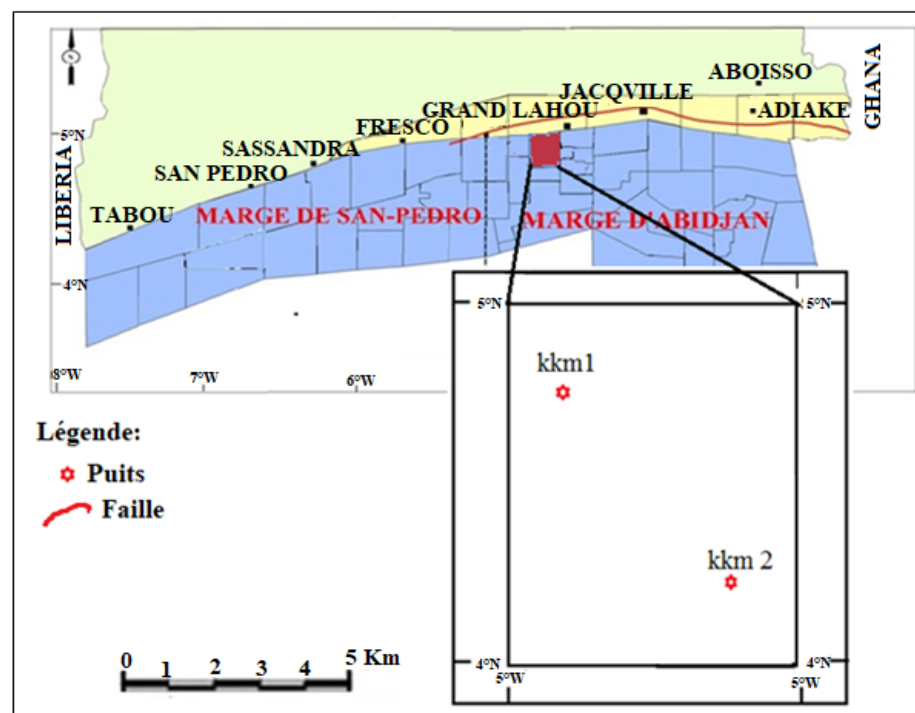 ABOISSO
JACQVILLE
GRAND LAHOU
ADIAKE
GHANA
FRESCO
5°N
SASSANDRA
SAN PEDRO
TABOU
LIBERIA
MARGE DE SAN-PEDRO
MARGE D'ABIDJAN
4°N
8°W
7°W
6°W
5°N
5°N
kkm1
kkm 2
4°N
4°N
5°W
5°W
Légende:
Puits
Faille
0 1 2 3 4 5 Km